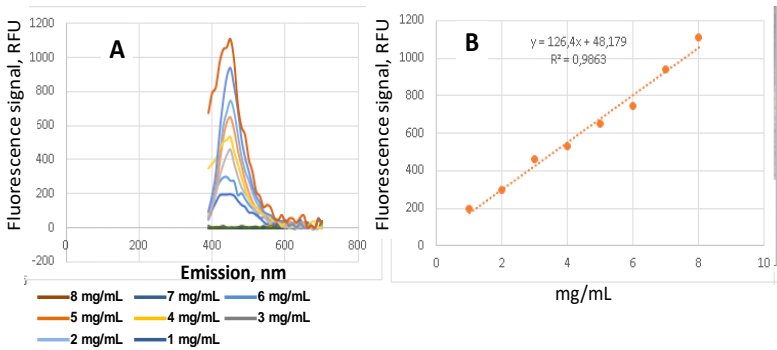 A
Fluorescence signal, RFU
1200
1000
800
600
400
200
0
-200
0
200
400
600
800
Emission, nm
8 mg/mL 7 mg/mL 6 mg/mL
5 mg/mL 4 mg/mL 3 mg/mL
2 mg/mL 1 mg/mL
B
Fluorescence signal, RFU
1200
1000
800
600
400
200
0
y = 126,4x + 48,179
R² = 0,9863
0
2
4
6
8
10
mg/mL